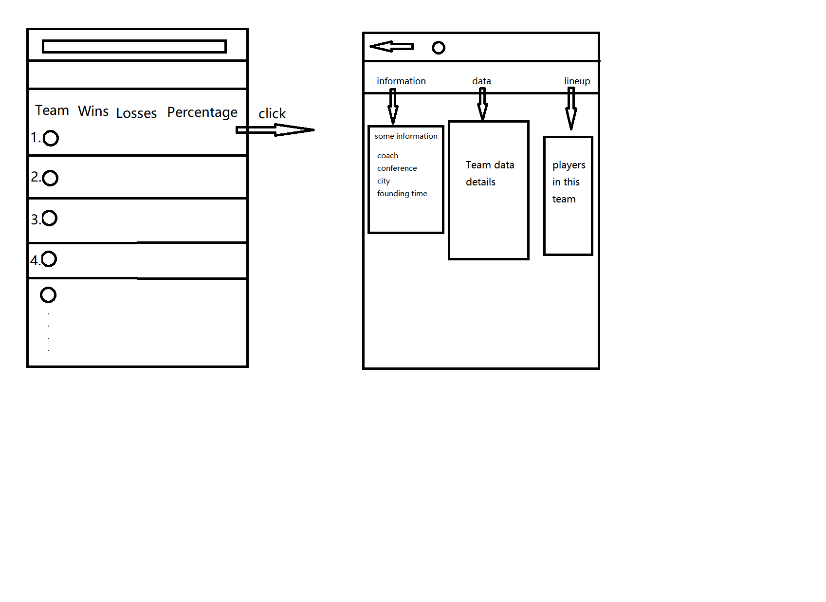 Team Wins Losses Percentage
1.
2.
3.
4.
click
information data lineup
some information
coach
conference
city
founding time
Team data
details
players
in this
team